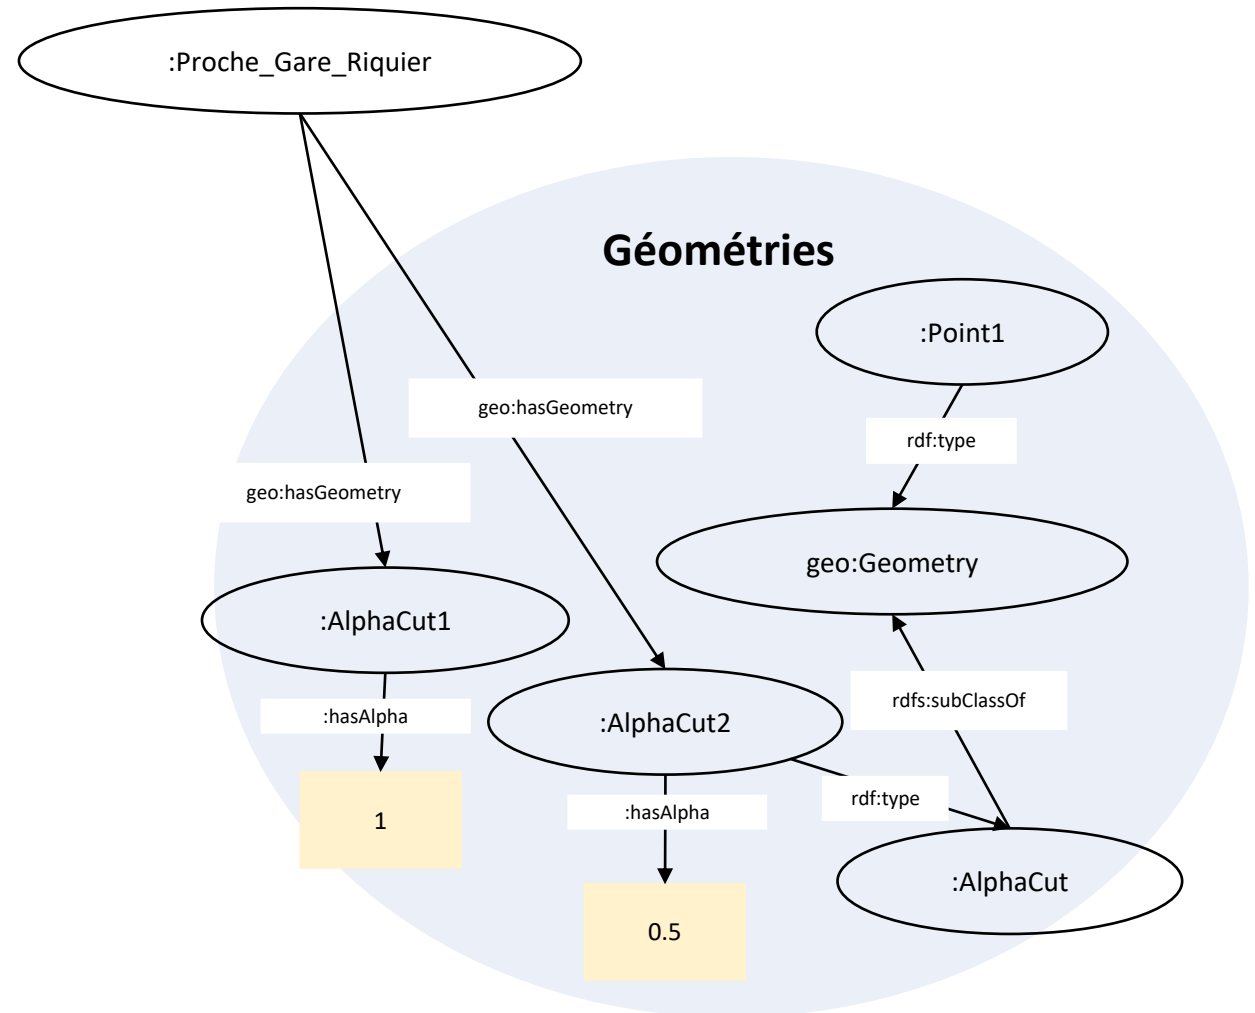 :Proche_Gare_Riquier
Géométries
:Point1
geo:hasGeometry
rdf:type
geo:hasGeometry
geo:Geometry
:AlphaCut1
rdfs:subClassOf
:hasAlpha
:AlphaCut2
rdf:type
:hasAlpha
1
:AlphaCut
0.5